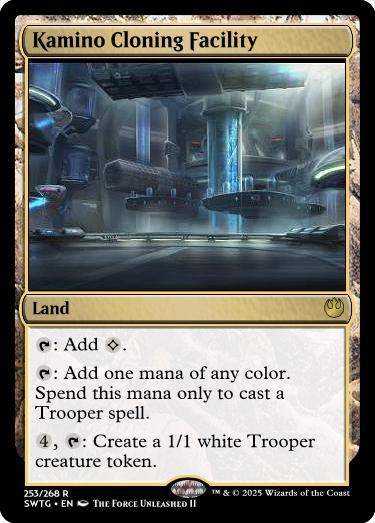 Kamino Cloning Facility
Land
: Add .
: Add one mana of any color.
Spend this mana only to cast a
Trooper spell.
4, : Create a 1/1 white Trooper
creature token.
253/268 R
SWTG • EN The Force Unleashed II
™ & © 2025 Wizards of the Coast